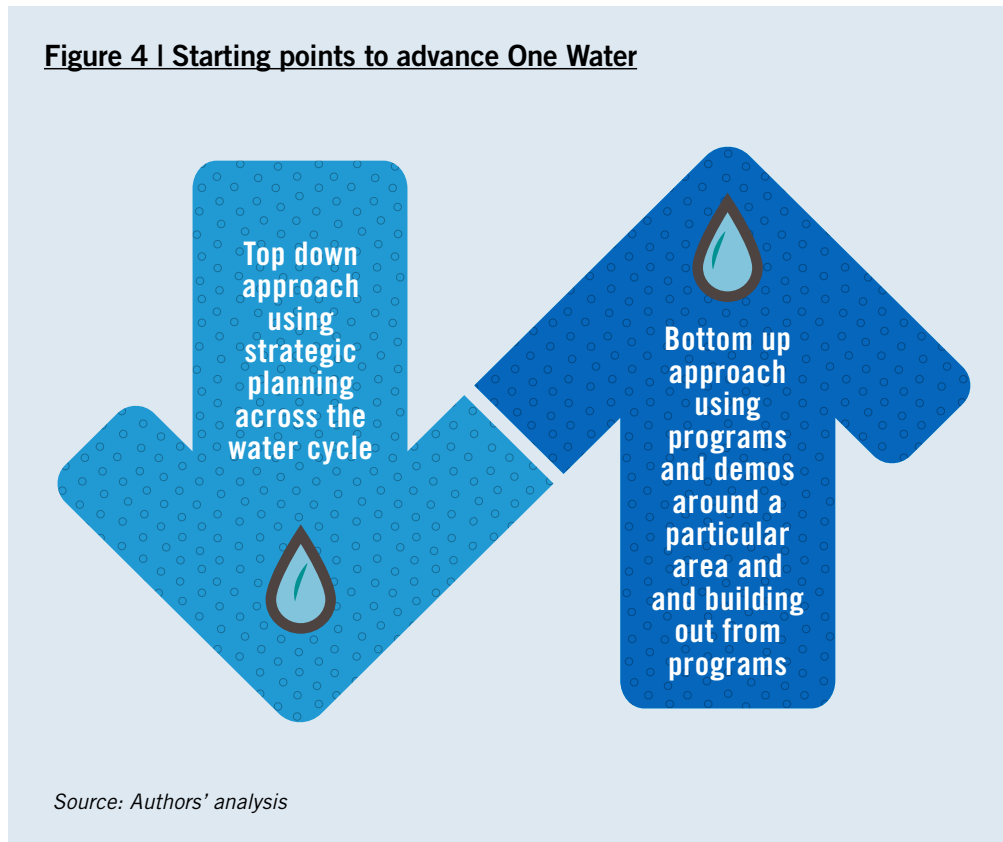 Figure 4 | Starting points to advance One Water
Top down
approach
using
strategic
planning
across the
water cycle
Bottom up
approach
using
programs
and demos
around a
particular
area and
and building
out from
programs
Source: Authors' analysis